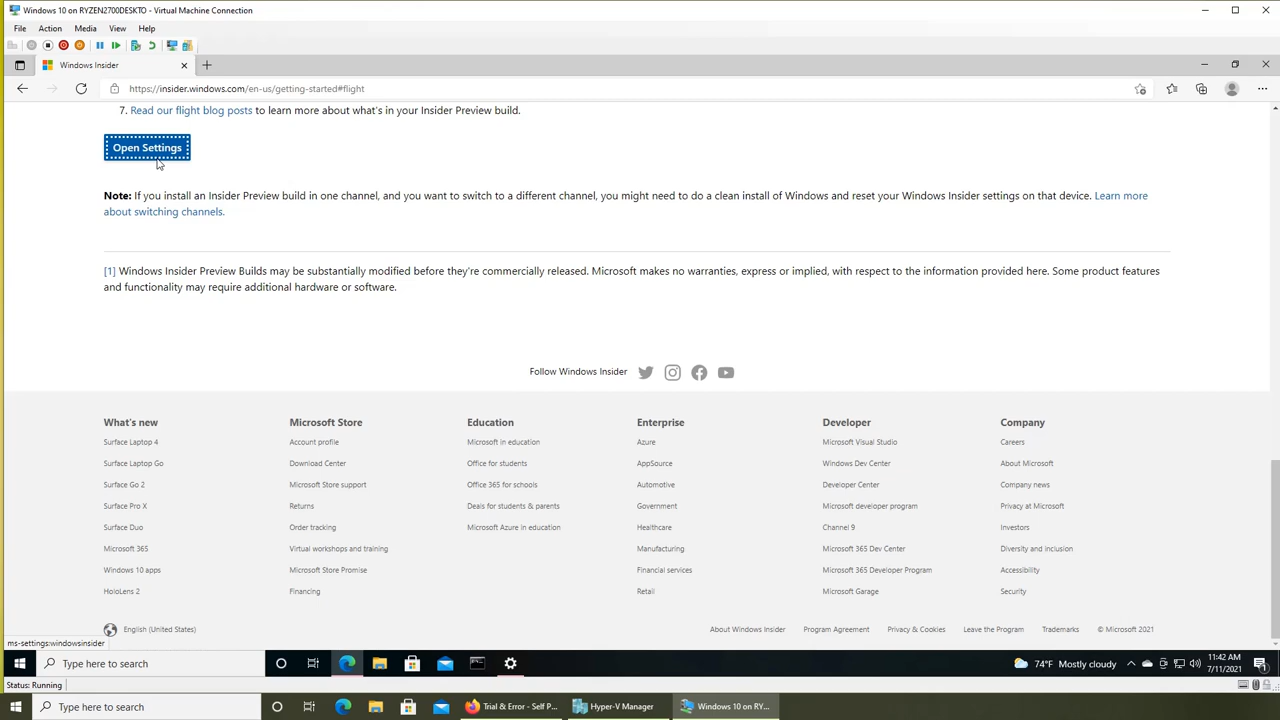 Windows 10 on RYZEN2700DESKTO - Virtual Machine Connection
File Action Media View Help
Windows Insider
https://insider.windows.com/en-us/getting-started#flight
7. Read our flight blog posts to learn more about what's in your Insider Preview build.
Open Settings
Note: If you install an Insider Preview build in one channel, and you want to switch to a different channel, you might need to do a clean install of Windows and reset your Windows Insider settings on that device. Learn more
about switching channels.
[1] Windows Insider Preview Builds may be substantially modified before they're commercially released. Microsoft makes no warranties, express or implied, with respect to the information provided here. Some product features
and functionality may require additional hardware or software.
Follow Windows Insider
What's new Microsoft Store Education Enterprise Developer Company
Surface Laptop 4 Account profile Microsoft in education Azure Microsoft Visual Studio Careers
Surface Laptop Go Download Center Office for students AppSource Windows Dev Center About Microsoft
Surface Go 2 Microsoft Store support Office 365 for schools Automotive Developer Center Company news
Surface Pro X Returns Deals for students & parents Government Microsoft developer program Privacy at Microsoft
Surface Duo Order tracking Microsoft Azure in education Healthcare Channel 9 Investors
Microsoft 365 Virtual workshops and training Manufacturing Microsoft 365 Dev Center Diversity and inclusion
Windows 10 apps Microsoft Store Promise Financial services Microsoft 365 Developer Program Accessibility
HoloLens 2 Financing Retail Microsoft Garage Security
English (United States) About Windows Insider Program Agreement Privacy & Cookies Leave the Program Trademarks © Microsoft 2021
ms-settings:windowsinsider
Type here to search 74°F Mostly cloudy 11:42 AM
7/11/2021 1
Status: Running
Type here to search Trial & Error - Self P... Hyper-V Manager Windows 10 on RY...